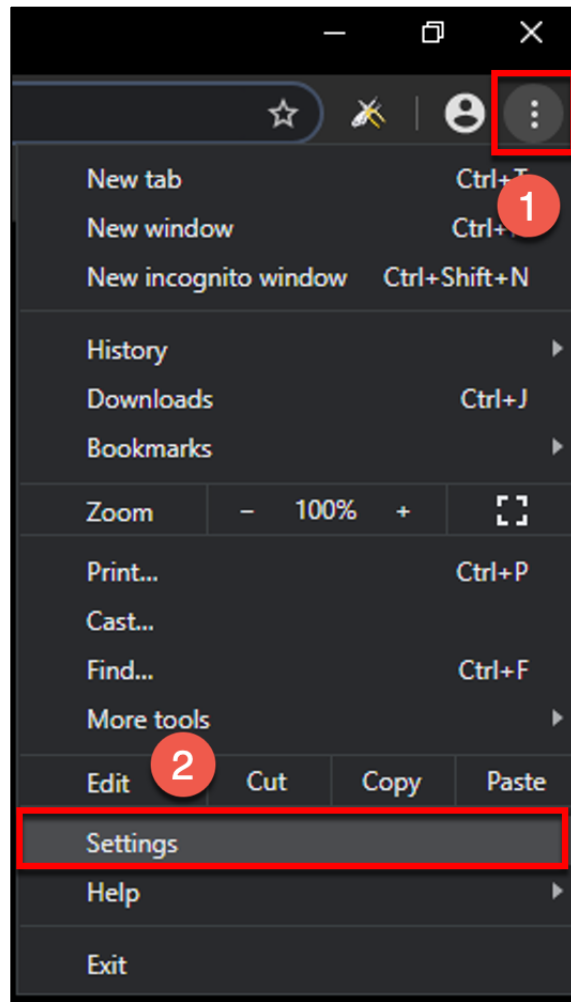 New tab Ctrl+T
1
New window Ctrl+
New incognito window Ctrl+Shift+N
History
Downloads Ctrl+J
Bookmarks
Zoom - 100% +
Print... Ctrl+P
Cast...
Find... Ctrl+F
More tools
2
Edit Cut Copy Paste
Settings
Help
Exit